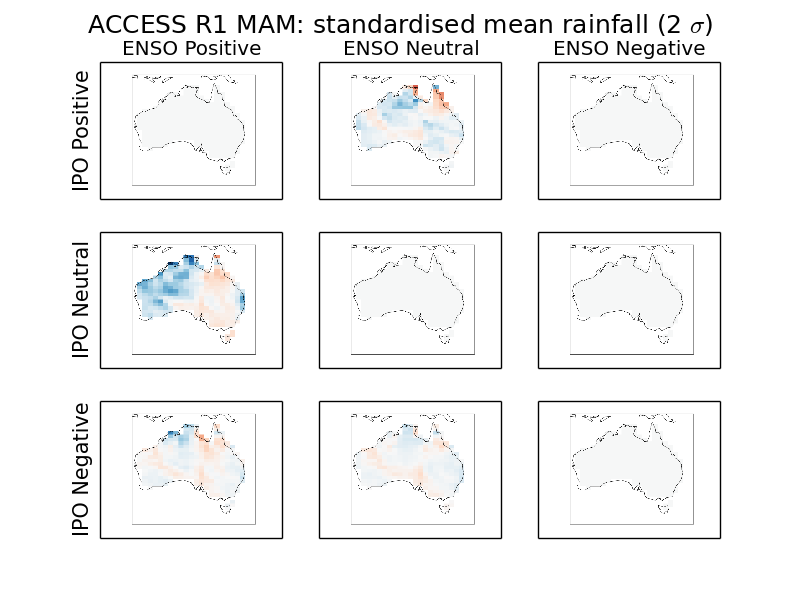 ACCESS R1 MAM: standardised mean rainfall (2 σ)
ENSO Positive ENSO Neutral ENSO Negative
IPO Positive
IPO Neutral
IPO Negative